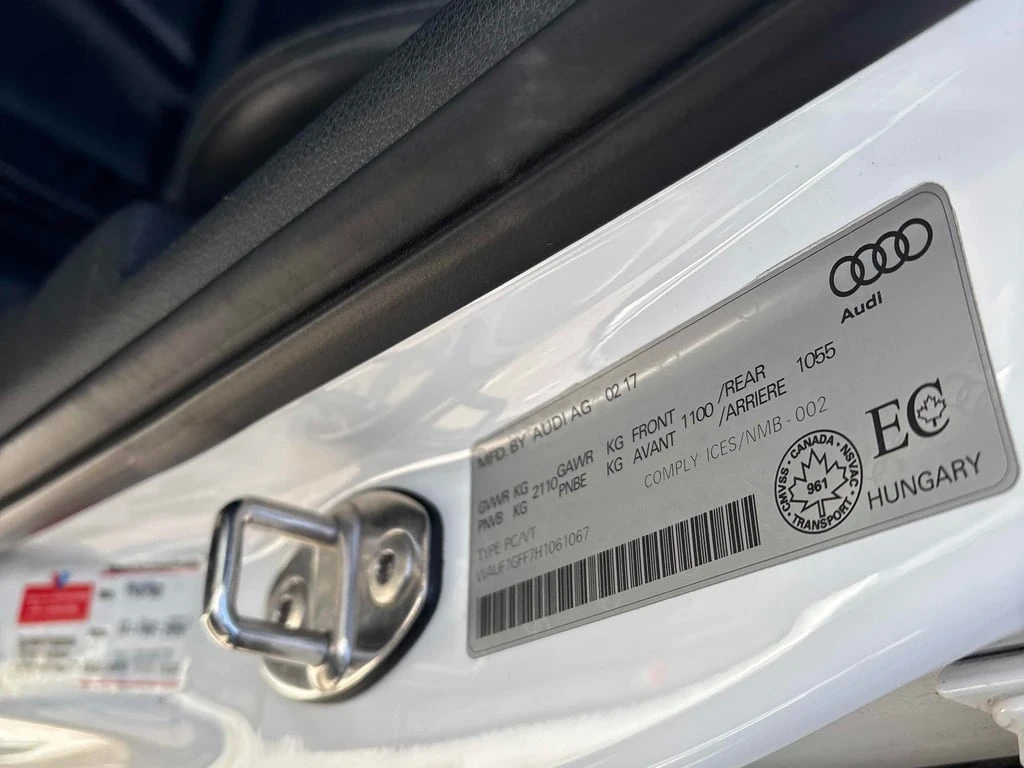 Audi
MFD. BY AUDI AG 02 17
GVWR KG 2110 GAWR KG FRONT 1100 /REAR 1055
PNVB KG PNBE KG AVANT /ARRIERE
COMPLY: ICES/NMB - 002
TYPE PC/VT
WAUF1GFF7H1061067
CMVSS · CANADA · NSVAC · TRANSPORT ·
961
EC
HUNGARY